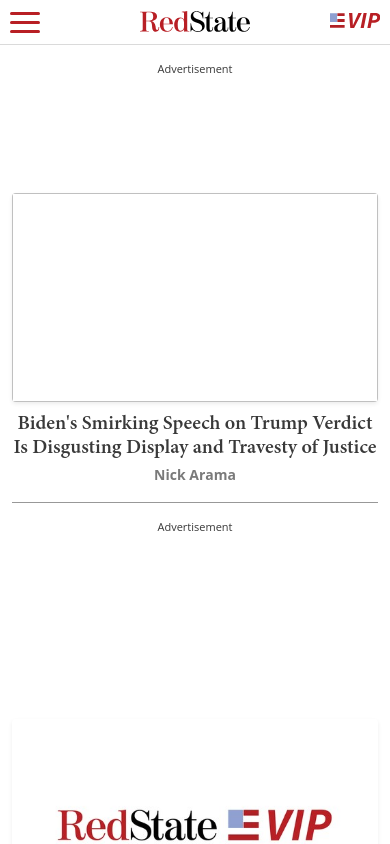 RedState
VIP
Advertisement
Biden's Smirking Speech on Trump Verdict
Is Disgusting Display and Travesty of Justice
Nick Arama
Advertisement
RedState VIP